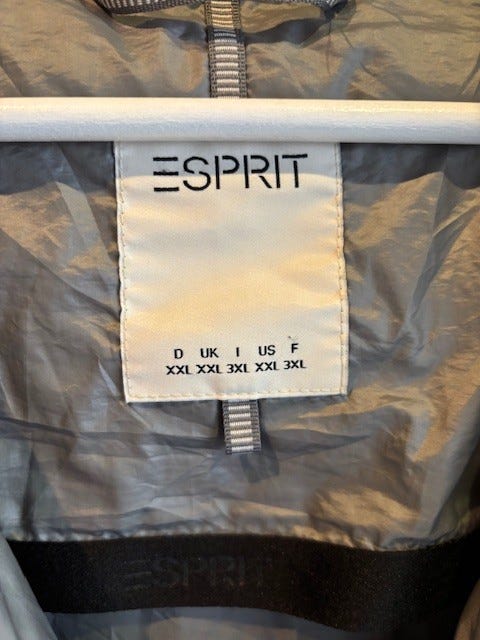 ESPRIT
D UK I US F
XXL XXL 3XL XXL 3XL
ESPRIT